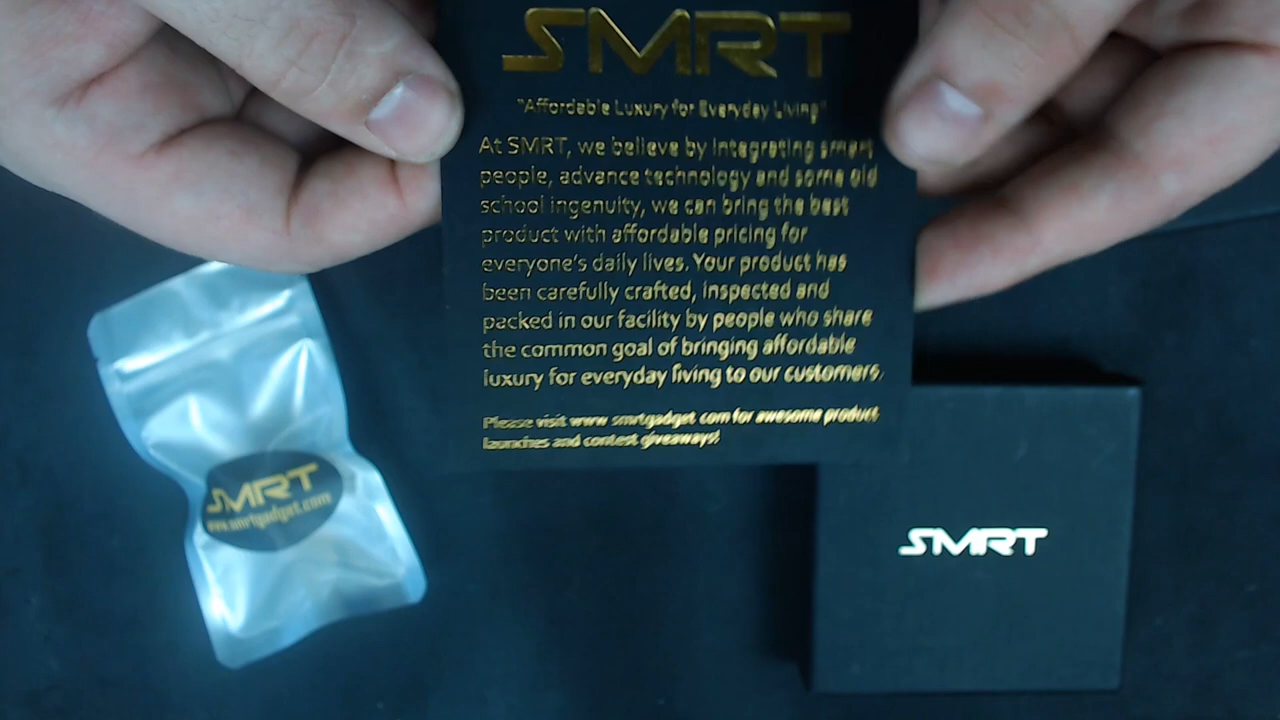 SMRT
"Affordable Luxury for Everyday Living"
At SMRT, we believe by integrating smart
people, advance technology and some old
school ingenuity, we can bring the best
product with affordable pricing for
everyone's daily lives. Your product has
been carefully crafted, inspected and
packed in our facility by people who share
the common goal of bringing affordable
luxury for everyday living to our customers.
Please visit www.smrtgadget.com for awesome product
launches and contest giveaways!
SMRT
www.smrtgadget.com
SMRT